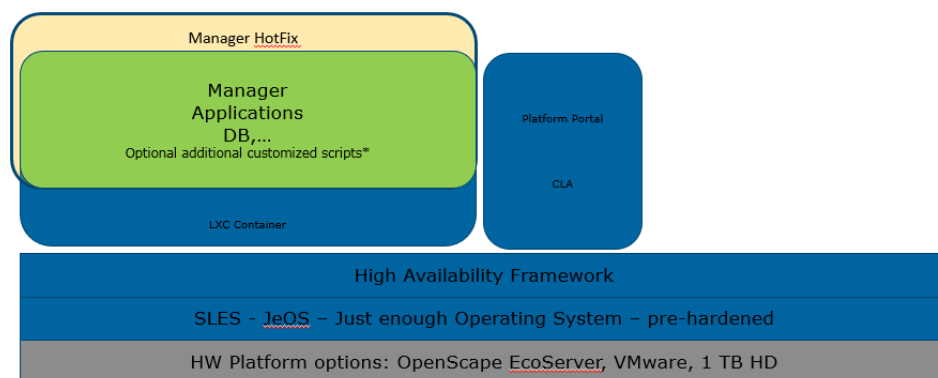 Manager HotFix
Manager
Applications
DB,...
Optional additional customized scripts*
LXC Container
Platform Portal
CLA
High Availability Framework
SLES - JeOS – Just enough Operating System – pre-hardened
HW Platform options: OpenScape EcoServer, VMware, 1 TB HD